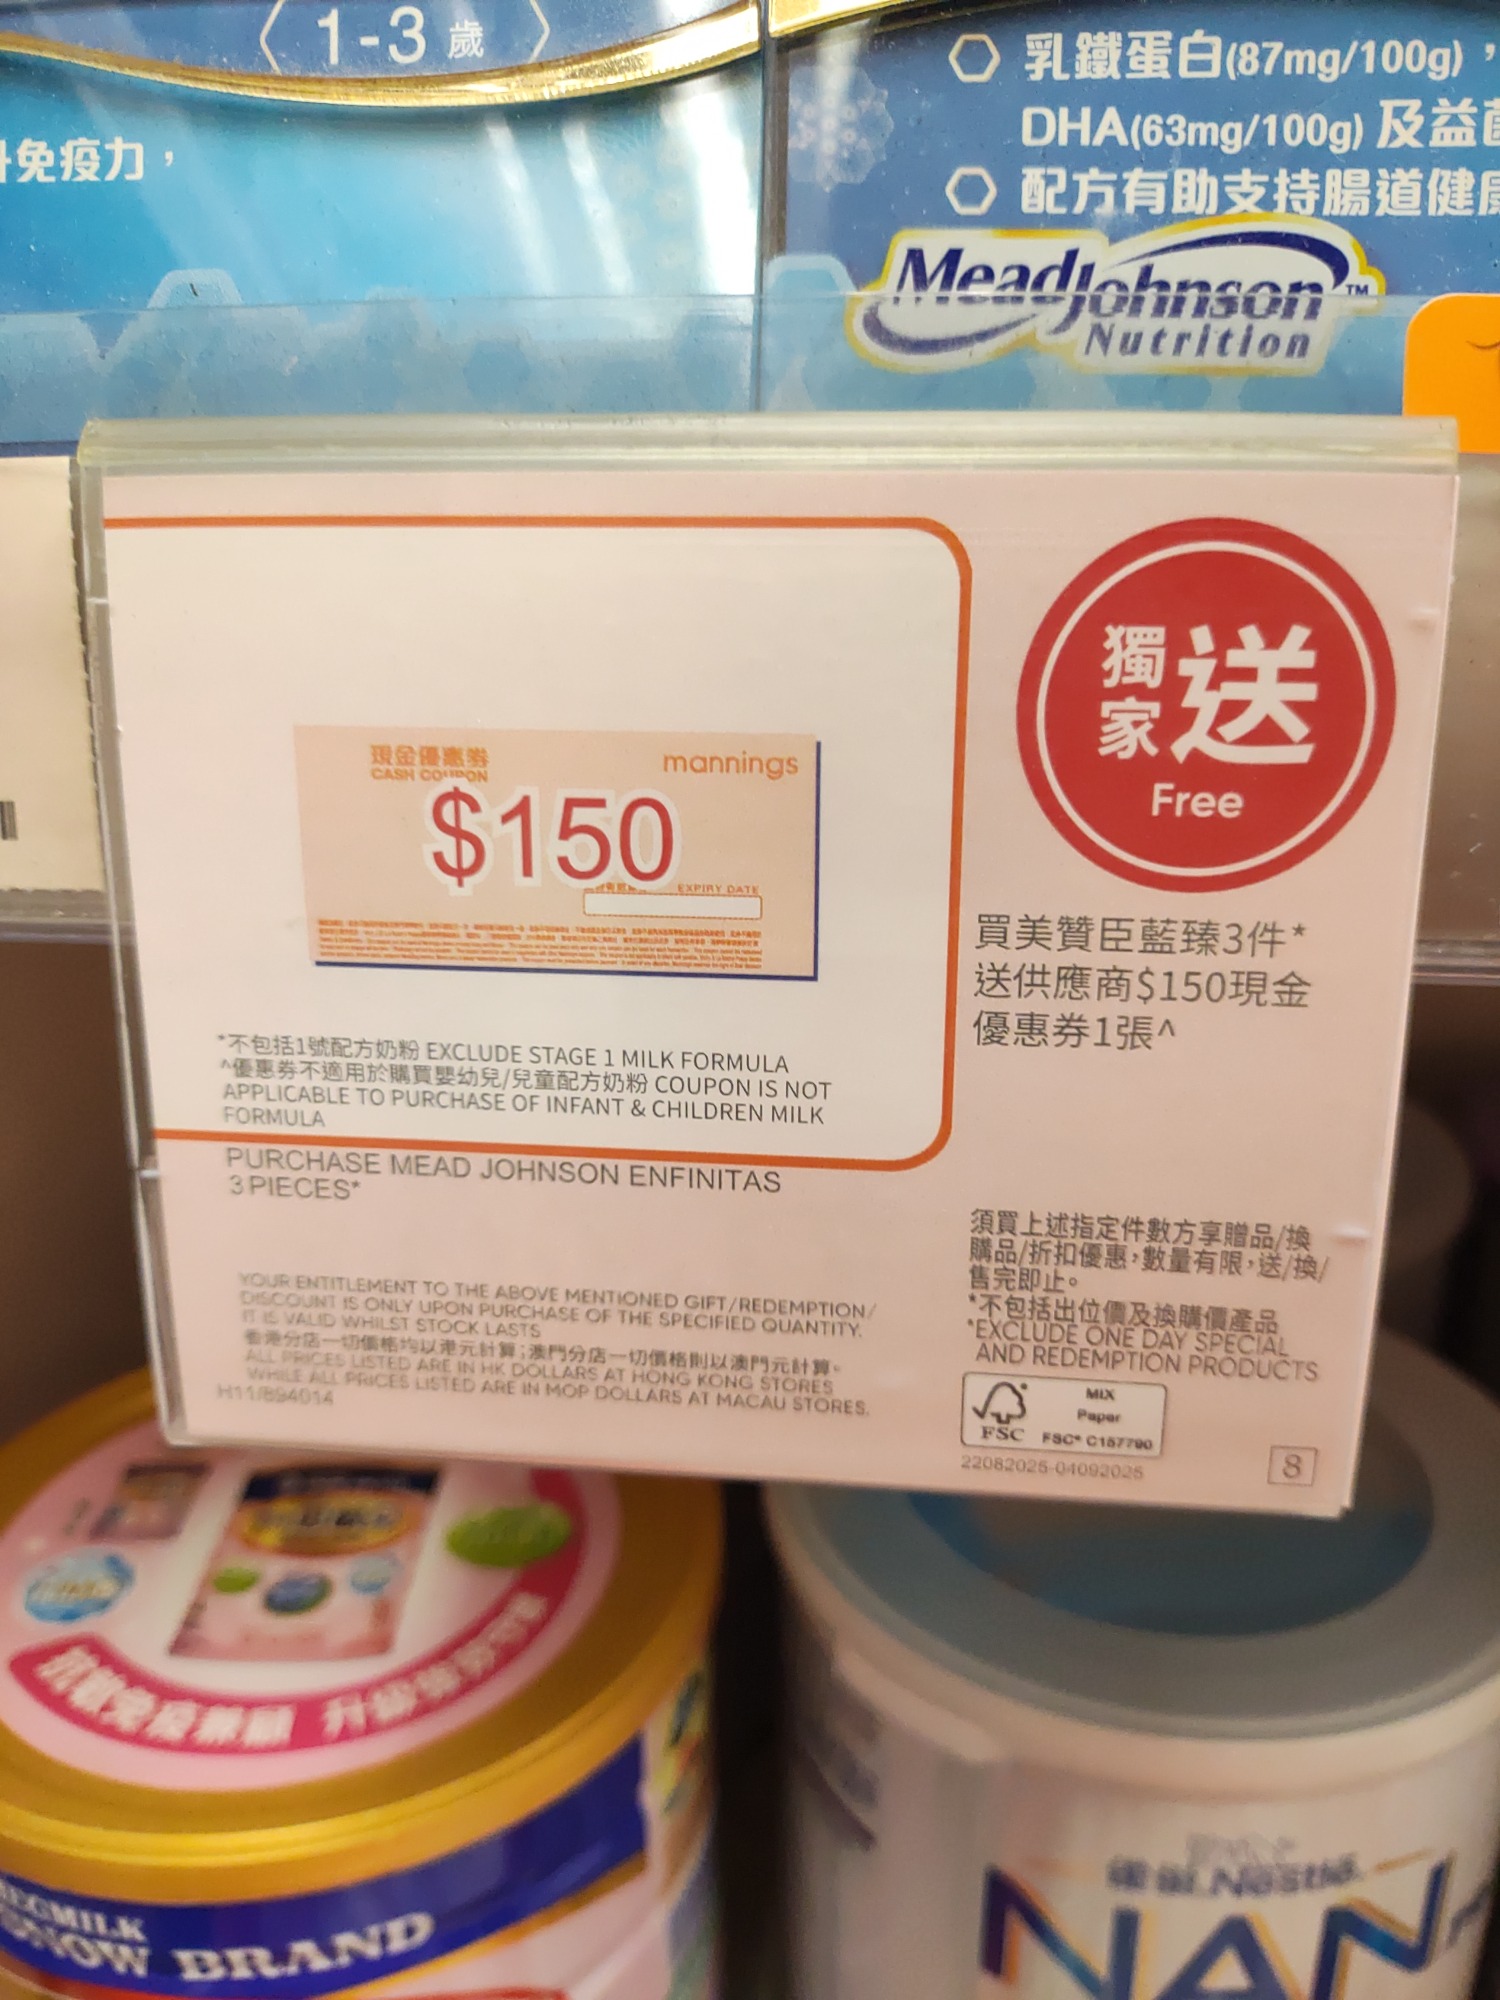 1-3 歲
免疫力，
乳鐵蛋白(87mg/100g)，
DHA(63mg/100g) 及益
配方有助支持腸道健
MeadJohnson™
Nutrition
現金優惠券
CASH COUPON
mannings
$150
EXPIRY DATE
獨家送
Free
買美贊臣藍臻3件*
送供應商$150現金
優惠券1張^
*不包括1號配方奶粉 EXCLUDE STAGE 1 MILK FORMULA
^優惠券不適用於購買嬰幼兒/兒童配方奶粉 COUPON IS NOT
APPLICABLE TO PURCHASE OF INFANT & CHILDREN MILK
FORMULA
PURCHASE MEAD JOHNSON ENFINITAS
3 PIECES*
須買上述指定件數方享贈品/換
購品/折扣優惠，數量有限，送/換/
售完即止。
*不包括出位價及換購價產品
*EXCLUDE ONE DAY SPECIAL
AND REDEMPTION PRODUCTS
YOUR ENTITLEMENT TO THE ABOVE MENTIONED GIFT/REDEMPTION/
DISCOUNT IS ONLY UPON PURCHASE OF THE SPECIFIED QUANTITY.
IT IS VALID WHILST STOCK LASTS
香港分店一切價格均以港元計算；澳門分店一切價格則以澳門元計算。
ALL PRICES LISTED ARE IN HK DOLLARS AT HONG KONG STORES
WHILE ALL PRICES LISTED ARE IN MOP DOLLARS AT MACAU STORES.
H11/894014
FSC
MIX
Paper
FSC® C157790
22082025-04092025
8
SNOW BRAND
Nestlé
NAN